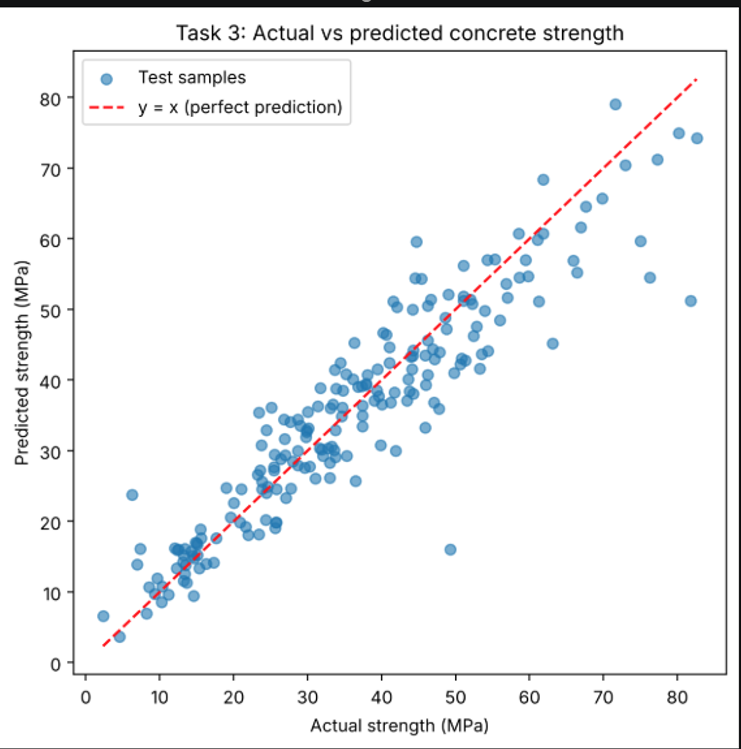 Task 3: Actual vs predicted concrete strength
Test samples
y = x (perfect prediction)
80
70
60
50
40
30
20
10
0
Predicted strength (MPa)
0 10 20 30 40 50 60 70 80
Actual strength (MPa)